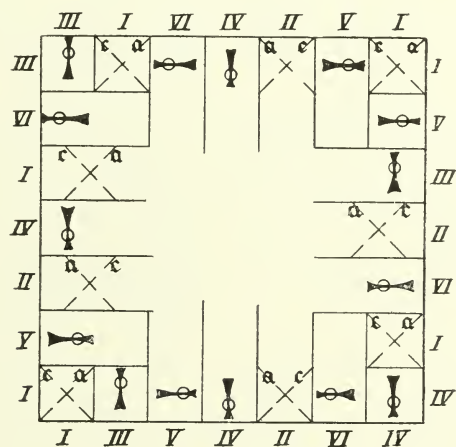 III I VI IV II V I
III c a a c c a I
VI V
c a
I III
IV a c II
a c
II VI
V c a I
I c a a c IV
I III V IV II VI IV